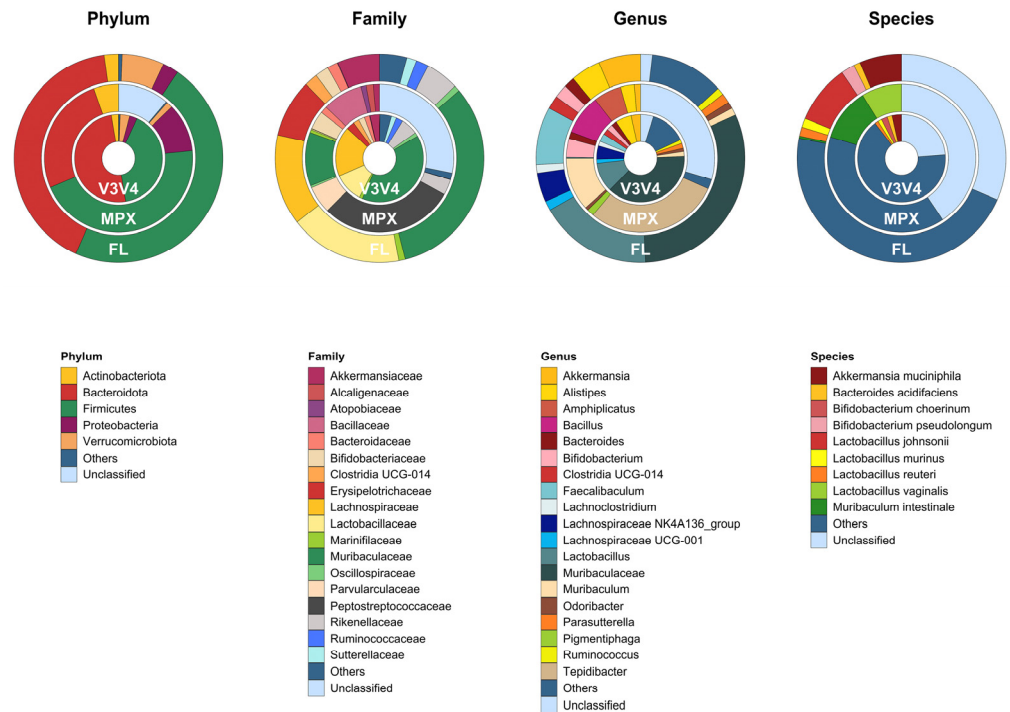 Phylum
Family
Genus
Species
V3V4
MPX
FL
V3V4
MPX
FL
V3V4
MPX
FL
V3V4
MPX
FL
Phylum
Actinobacteriota
Bacteroidota
Firmicutes
Proteobacteria
Verrucomicrobiota
Others
Unclassified
Family
Akkermansiaceae
Alcaligenaceae
Atopobiaceae
Bacillaceae
Bacteroidaceae
Bifidobacteriaceae
Clostridia UCG-014
Erysipelotrichaceae
Lachnospiraceae
Lactobacillaceae
Marinifilaceae
Muribaculaceae
Oscillospiraceae
Parvularculaceae
Peptostreptococcaceae
Rikenellaceae
Ruminococcaceae
Sutterellaceae
Others
Unclassified
Genus
Akkermansia
Alistipes
Amphiplicatus
Bacillus
Bacteroides
Bifidobacterium
Clostridia UCG-014
Faecalibaculum
Lachnoclostridium
Lachnospiraceae NK4A136_group
Lachnospiraceae UCG-001
Lactobacillus
Muribaculaceae
Muribaculum
Odoribacter
Parasutterella
Pigmentiphaga
Ruminococcus
Tepidibacter
Others
Unclassified
Species
Akkermansia muciniphila
Bacteroides acidifaciens
Bifidobacterium choerinum
Bifidobacterium pseudolongum
Lactobacillus johnsonii
Lactobacillus murinus
Lactobacillus reuteri
Lactobacillus vaginalis
Muribaculum intestinale
Others
Unclassified